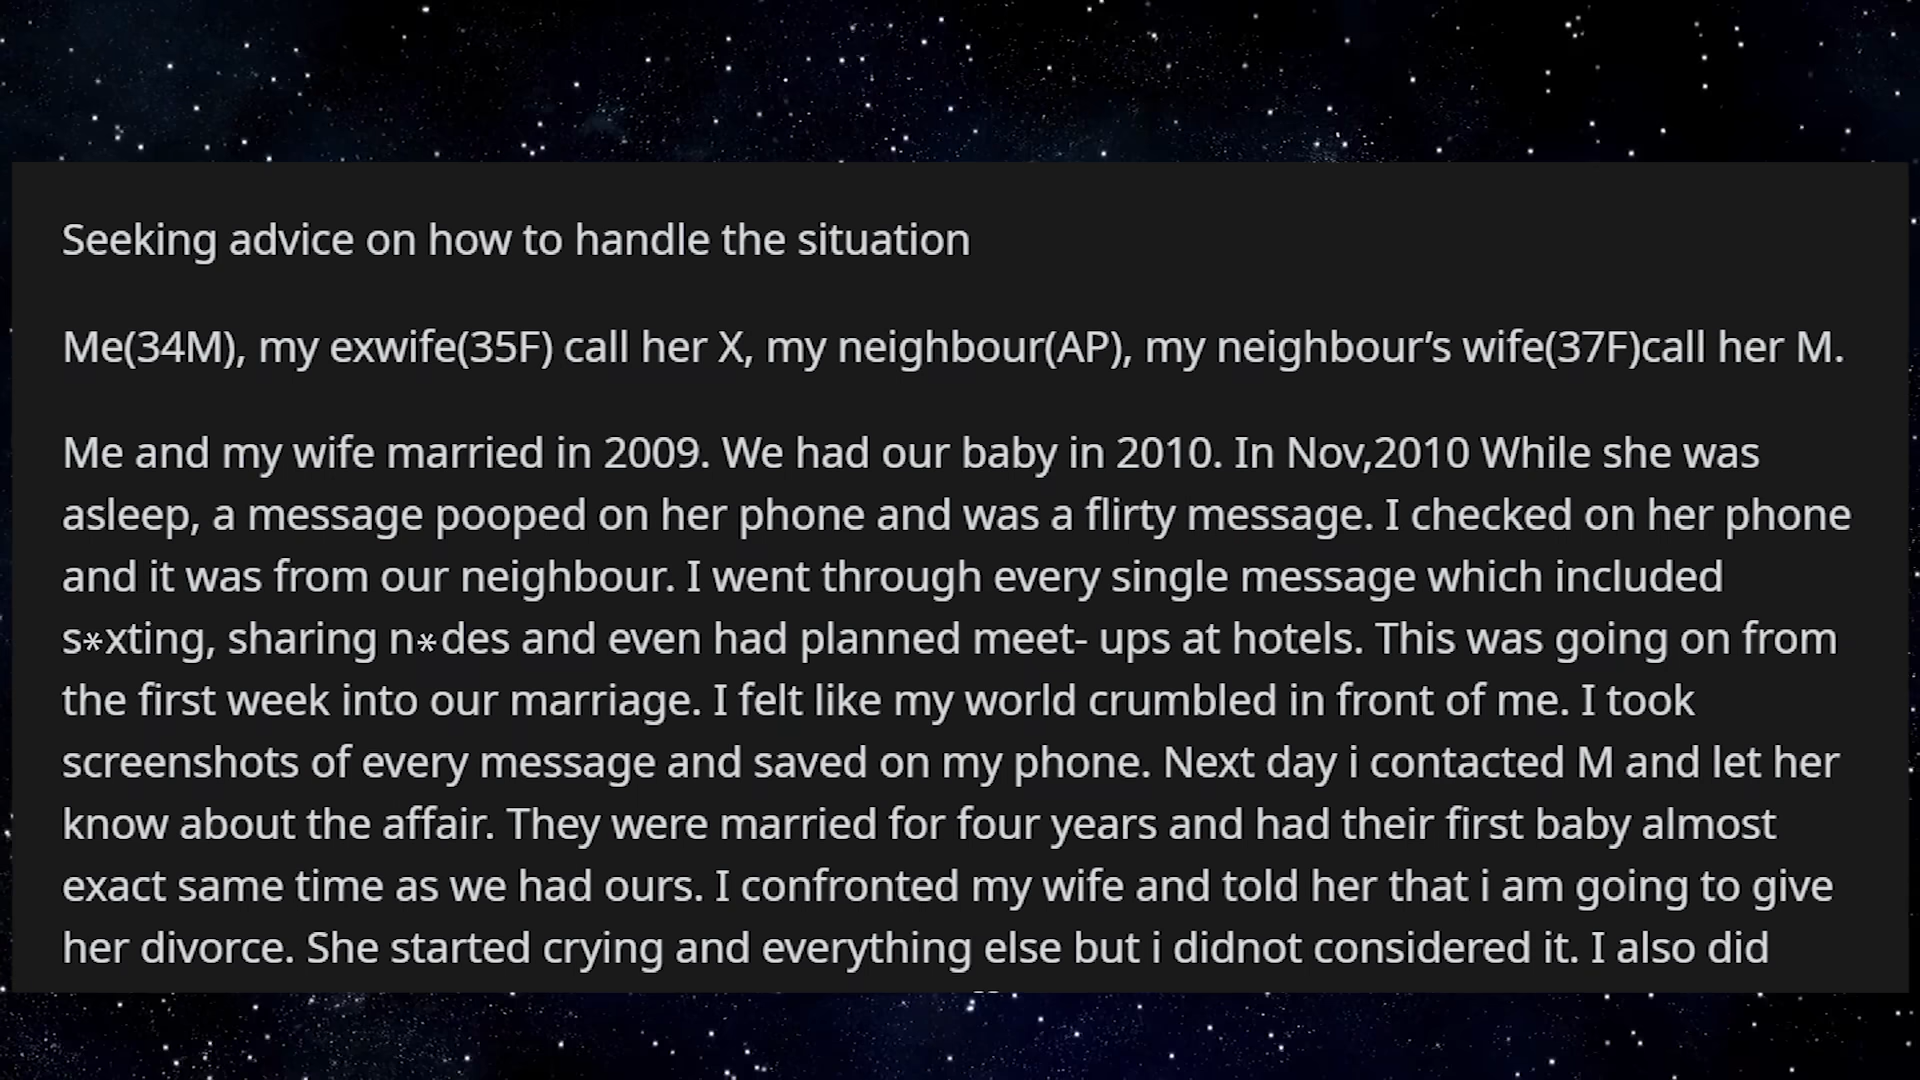 Seeking advice on how to handle the situation
Me(34M), my exwife(35F) call her X, my neighbour(AP), my neighbour’s wife(37F)call her M.
Me and my wife married in 2009. We had our baby in 2010. In Nov,2010 While she was
asleep, a message pooped on her phone and was a flirty message. I checked on her phone
and it was from our neighbour. I went through every single message which included
s*xting, sharing n*des and even had planned meet- ups at hotels. This was going on from
the first week into our marriage. I felt like my world crumbled in front of me. I took
screenshots of every message and saved on my phone. Next day i contacted M and let her
know about the affair. They were married for four years and had their first baby almost
exact same time as we had ours. I confronted my wife and told her that i am going to give
her divorce. She started crying and everything else but i didnot considered it. I also did